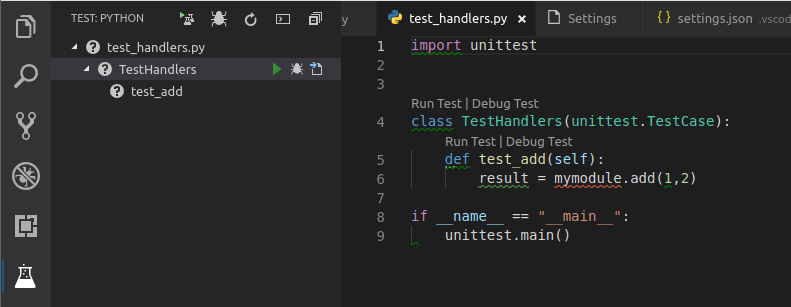 TEST: PYTHON
test_handlers.py
TestHandlers
test_add
y
test_handlers.py
Settings
{} settings.json .vscod
1 import unittest
2
3
Run Test | Debug Test
4 class TestHandlers(unittest.TestCase):
Run Test | Debug Test
5 def test_add(self):
6 result = mymodule.add(1,2)
7
8 if __name__ == "__main__":
9 unittest.main()